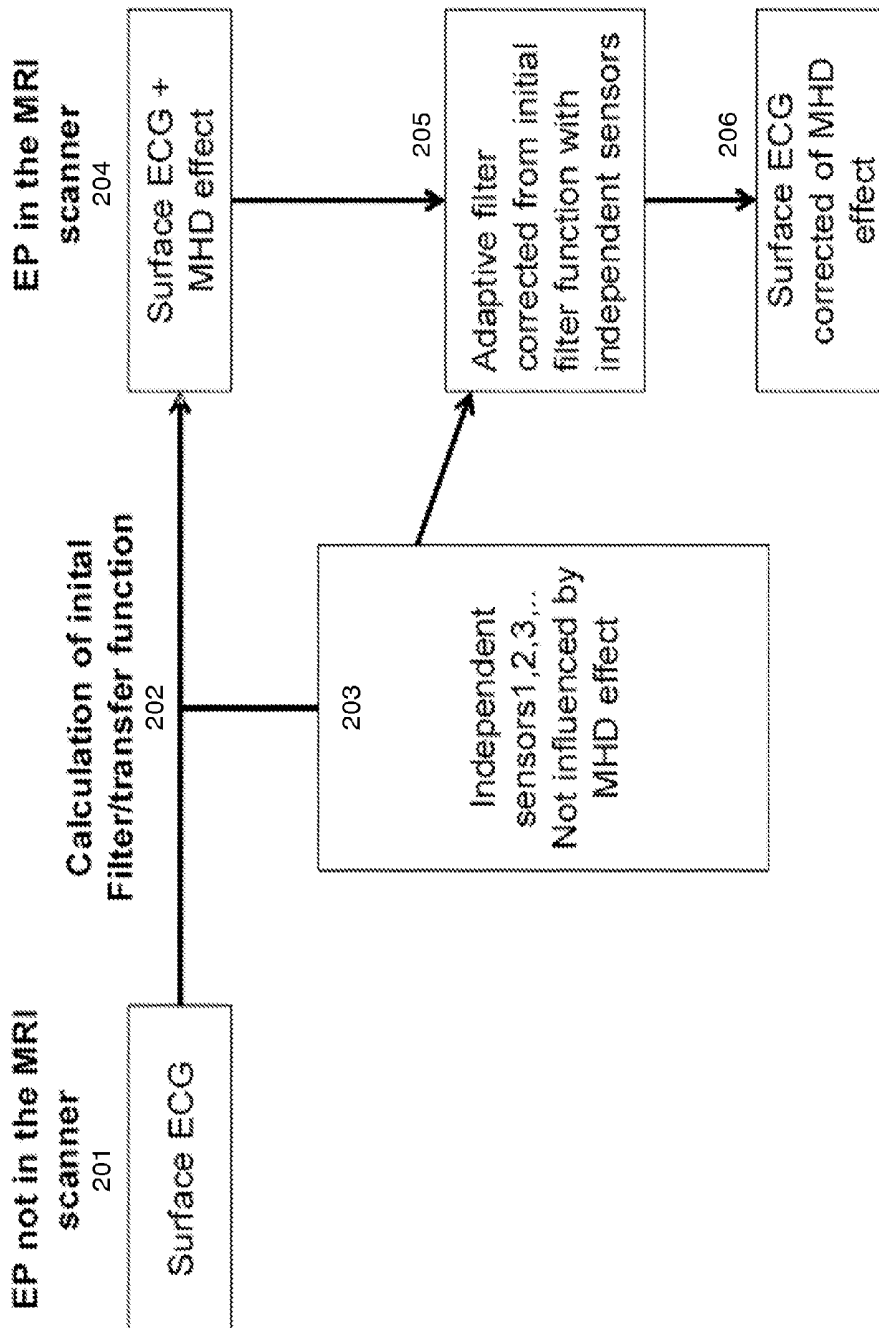 EP not in the MRI
scanner
201
Surface ECG
Calculation of inital
Filter/transfer function
202
203
Independent
sensors1,2,3,..
Not influenced by
MHD effect
EP in the MRI
scanner
204
Surface ECG +
MHD effect
205
Adaptive filter
corrected from initial
filter function with
independent sensors
206
Surface ECG
corrected of MHD
effect